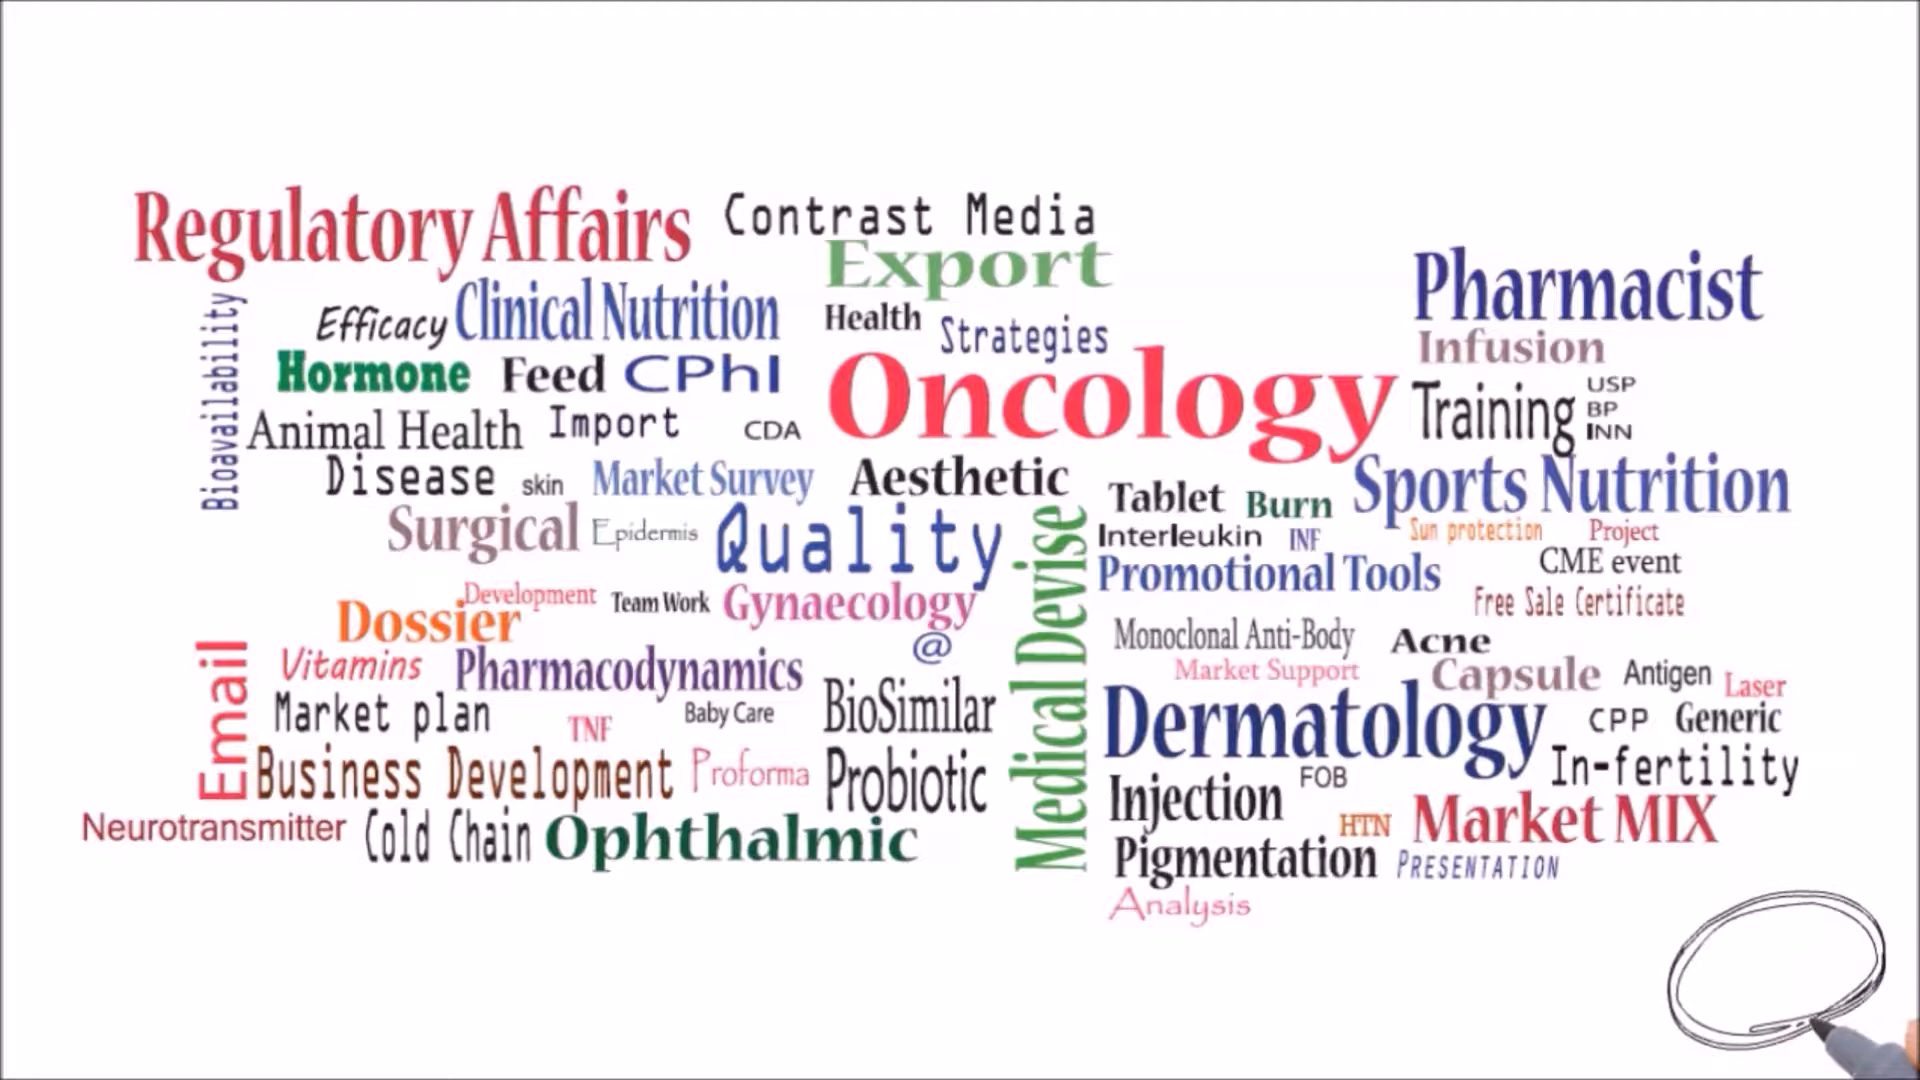 Regulatory Affairs
Contrast Media
Export
Pharmacist
Bioavailability
Efficacy
Clinical Nutrition
Health
Strategies
Infusion
Hormone
Feed
CPhI
Oncology
Training
USP
BP
INN
Animal Health
Import
CDA
Disease
skin
Market Survey
Aesthetic
Tablet
Burn
Sports Nutrition
Surgical
Epidermis
Quality
Medical Devise
Interleukin
INF
Sun protection
Project
Promotional Tools
CME event
Development
Team Work
Gynaecology
Free Sale Certificate
Dossier
@
Monoclonal Anti-Body
Acne
Email
Vitamins
Pharmacodynamics
Market Support
Capsule
Antigen
Laser
Market plan
TNF
Baby Care
BioSimilar
Dermatology
CPP
Generic
Business Development
Proforma
Probiotic
FOB
In-fertility
Injection
Neurotransmitter
Cold Chain
Ophthalmic
HTN
Market MIX
Pigmentation
PRESENTATION
Analysis